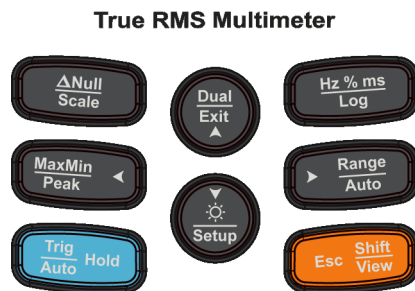 True RMS Multimeter
ΔNull
Scale
Dual
Exit
Hz % ms
Log
MaxMin
Peak
Range
Auto
Setup
Trig
Auto Hold
Esc Shift
View